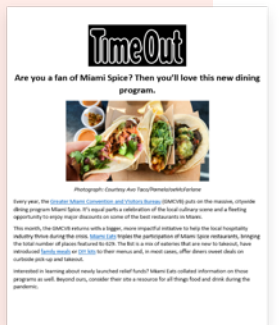 TimeOut
Are you a fan of Miami Spice? Then you'll love this new dining
program.
Photograph: Courtesy Avo Taco/PamelaJoeMcFarlane
Every year, the Greater Miami Convention and Visitors Bureau (GMCVB) puts on the massive, citywide
dining program Miami Spice. It's equal parts a celebration of the local culinary scene and a fleeting
opportunity to enjoy major discounts on some of the best restaurants in Miami.
This month, the GMCVB returns with a bigger, more impactful initiative to help the local hospitality
industry thrive during the crisis. Miami Eats triples the participation of Miami Spice restaurants, bringing
the total number of places featured to 629. The list is a mix of eateries that are new to takeout, have
introduced family meals or DIY kits to their menus and, in most cases, offer diners sweet deals on
curbside pick-up and takeout.
Interested in learning about newly launched relief funds? Miami Eats collated information on those
programs as well. Beyond ours, consider their site a resource for all things food and drink during the
pandemic.